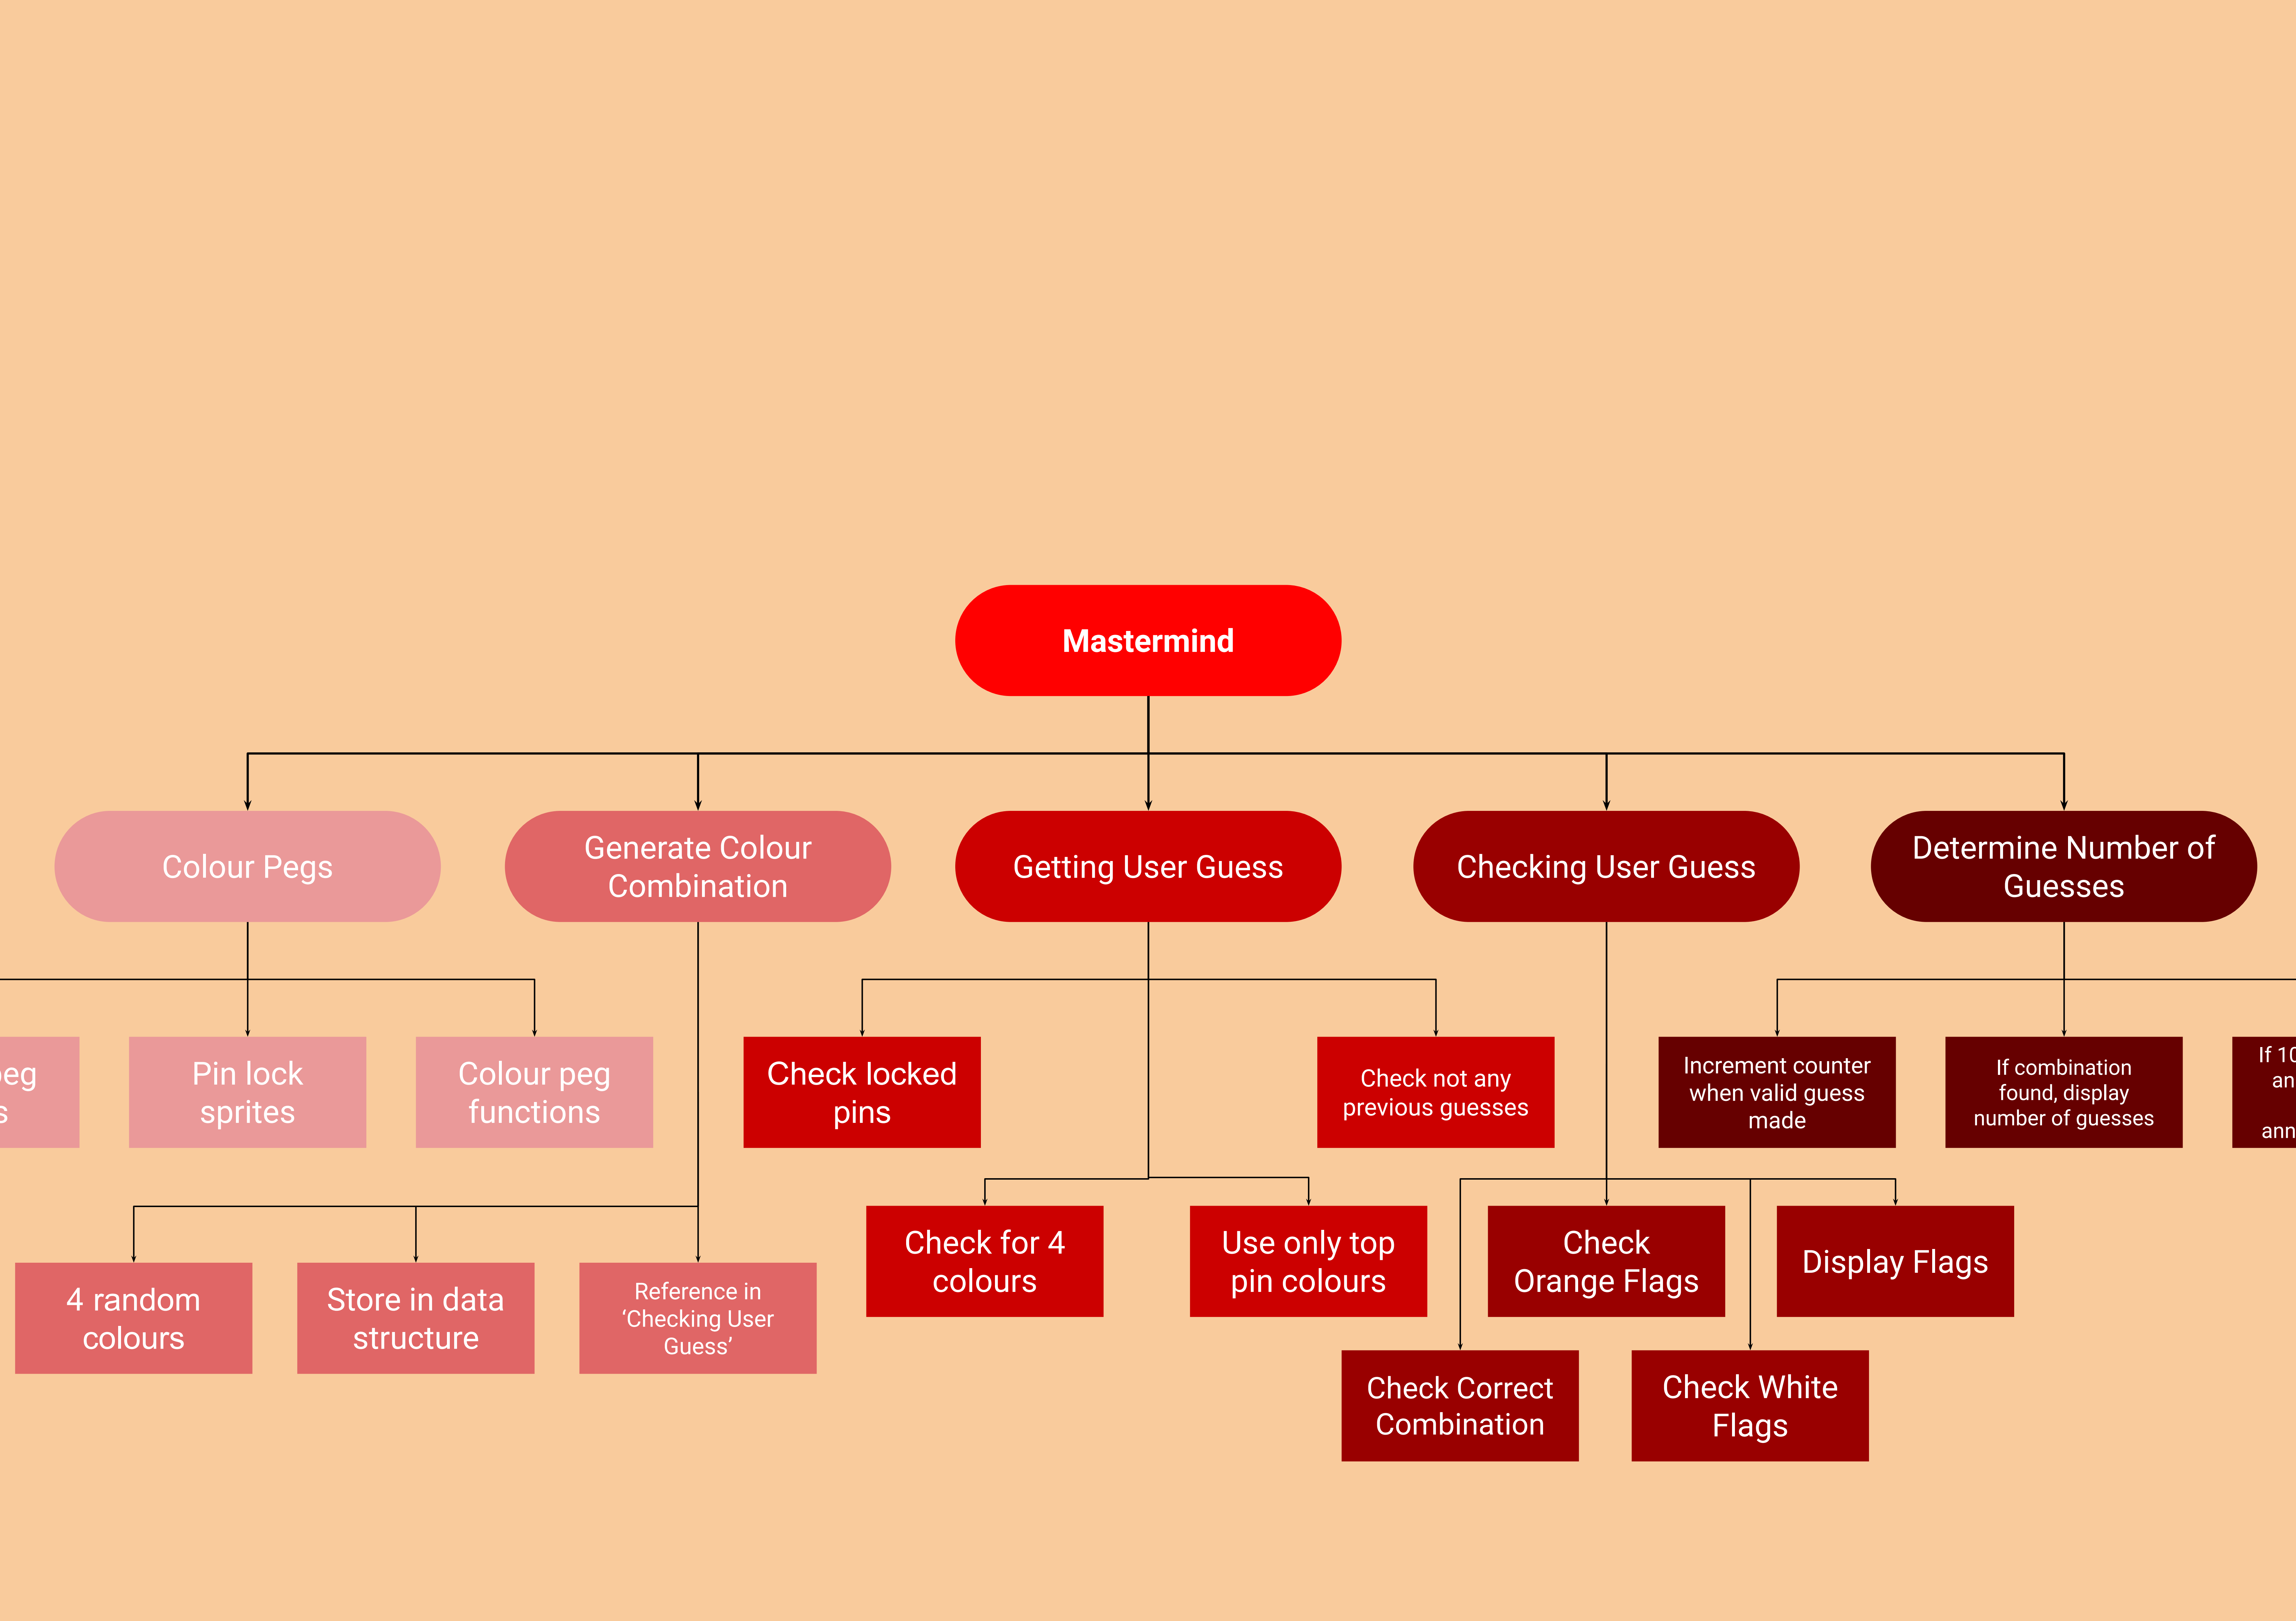 Mastermind
Colour Pegs
Generate Colour
Combination
Getting User Guess
Checking User Guess
Determine Number of
Guesses
Pin lock
sprites
Colour peg
functions
Check locked
pins
Check not any
previous guesses
Increment counter
when valid guess
made
If combination
found, display
number of guesses
If 10
4 random
colours
Store in data
structure
Reference in
‘Checking User
Guess’
Check for 4
colours
Use only top
pin colours
Check
Orange Flags
Display Flags
Check Correct
Combination
Check White
Flags